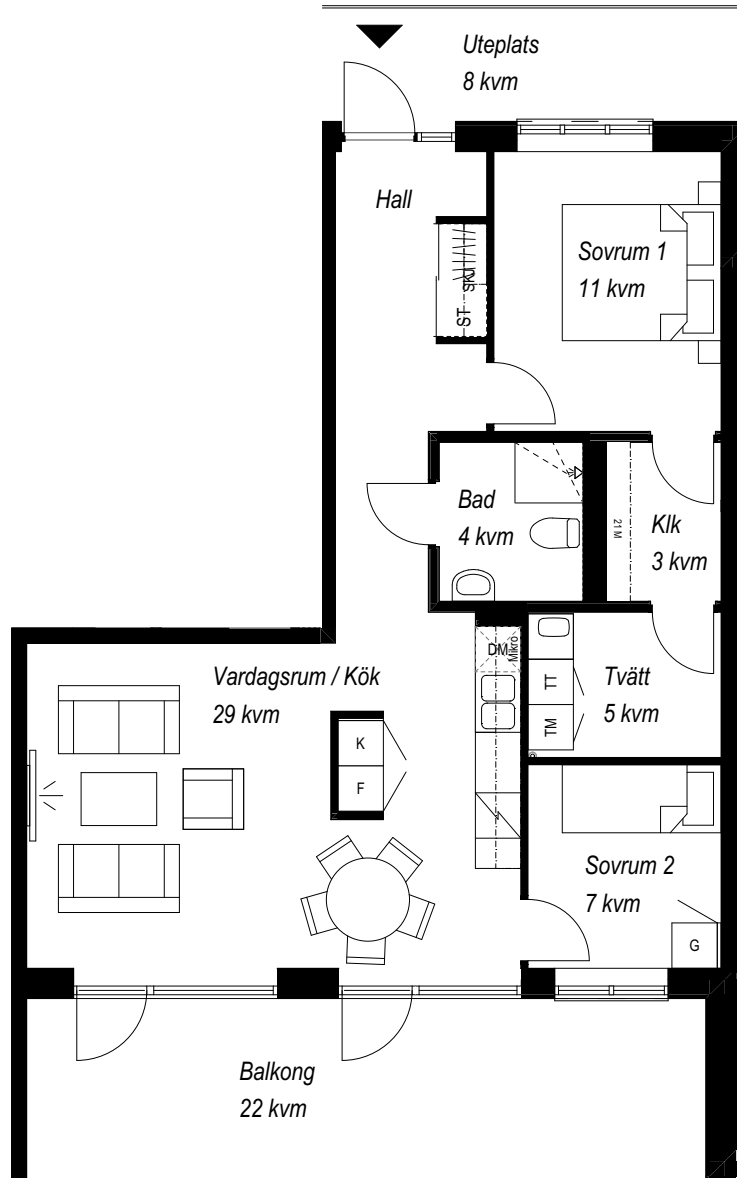 Uteplats
8 kvm
Hall
Sovrum 1
11 kvm
SKJ
ST
Bad
4 kvm
21 M
Klk
3 kvm
DM
Mikro
Vardagsrum / Kök
29 kvm
TT
Tvätt
5 kvm
TM
K
F
Sovrum 2
7 kvm
G
Balkong
22 kvm